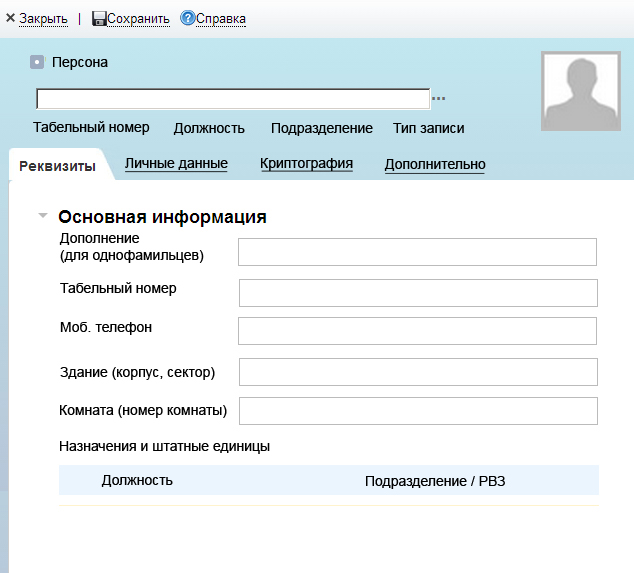 Закрыть | Сохранить Справка
Персона
...
Табельный номер Должность Подразделение Тип записи
Реквизиты Личные данные Криптография Дополнительно
Основная информация
Дополнение
(для однофамильцев)
Табельный номер
Моб. телефон
Здание (корпус, сектор)
Комната (номер комнаты)
Назначения и штатные единицы
Должность Подразделение / РВЗ